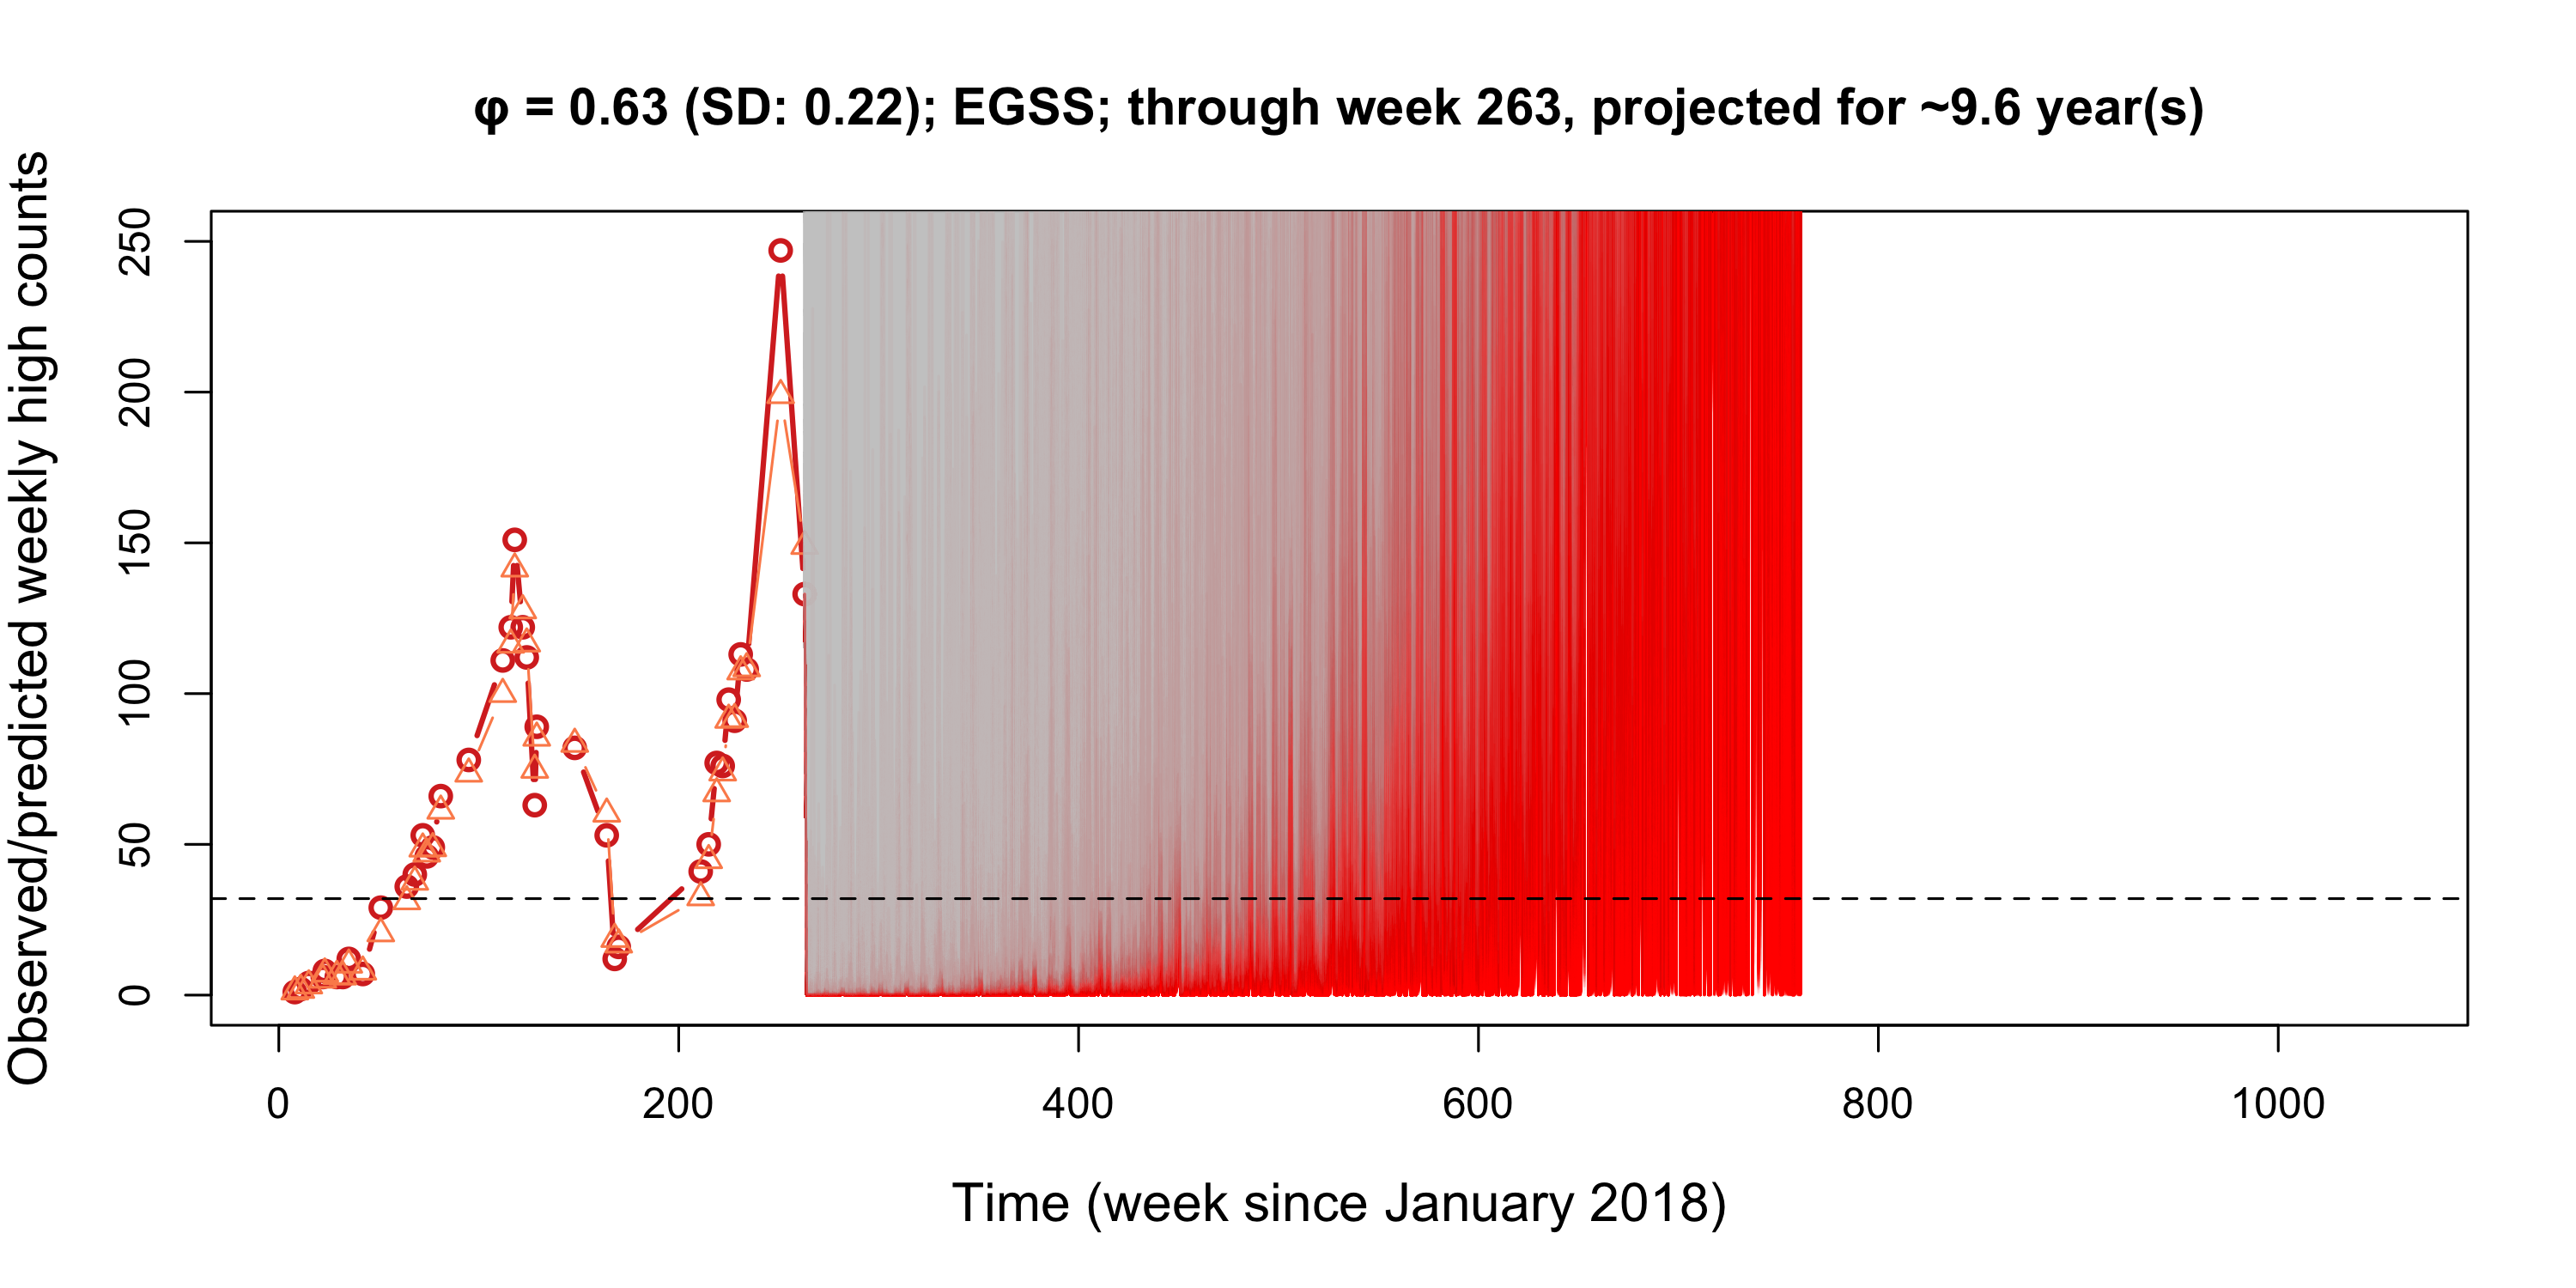 φ = 0.63 (SD: 0.22); EGSS; through week 263, projected for ~9.6 year(s)
Observed/predicted weekly high counts
250
200
150
100
50
0
0 200 400 600 800 1000
Time (week since January 2018)